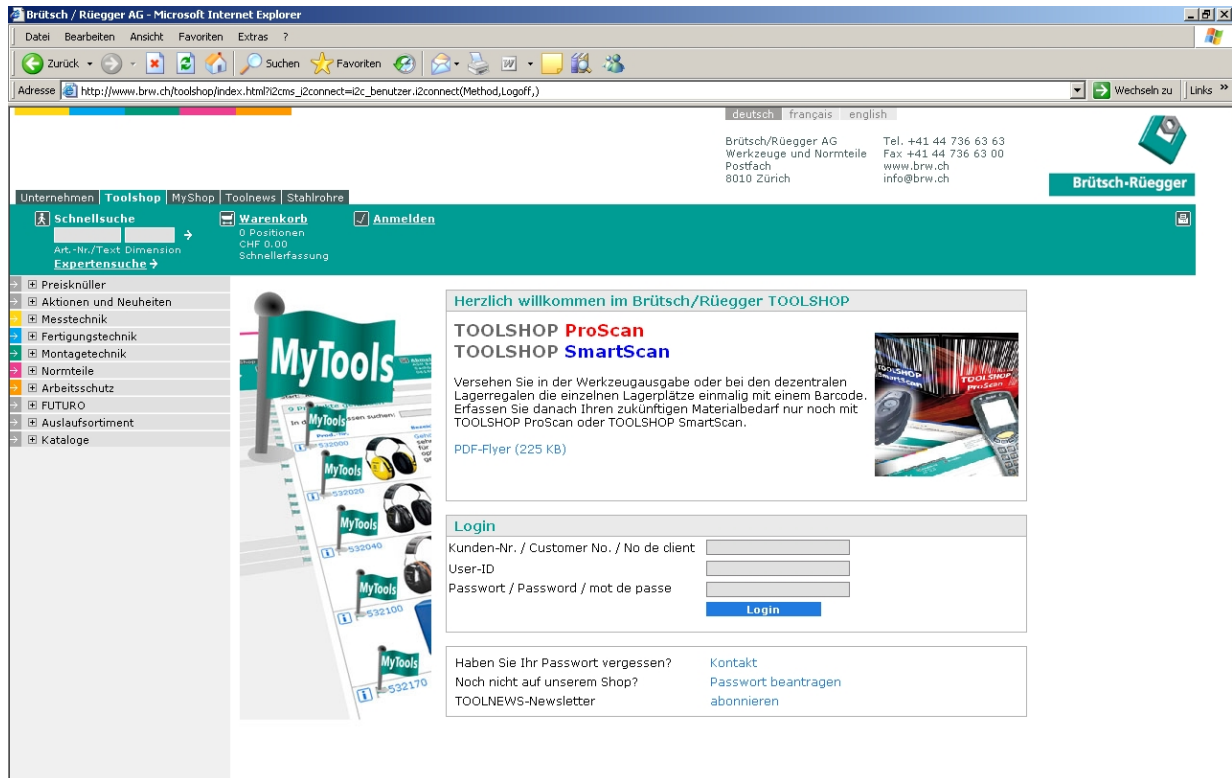 Brütsch / Rüegger AG - Microsoft Internet Explorer
Datei Bearbeiten Ansicht Favoriten Extras ?
Zurück Suchen Favoriten
Adresse http://www.brw.ch/toolshop/index.html?i2cms_i2connect=i2c_benutzer.i2connect(Method,Logoff,) Wechseln zu Links »
deutsch français english
Brütsch/Rüegger AG Tel. +41 44 736 63 63
Werkzeuge und Normteile Fax +41 44 736 63 00
Postfach www.brw.ch
8010 Zürich info@brw.ch
Brütsch-Rüegger
Unternehmen Toolshop MyShop Toolnews Stahlrohre
Schnellsuche Warenkorb Anmelden
0 Positionen
CHF 0.00
Art.-Nr./Text Dimension Schnellerfassung
Expertensuche
Preisknüller
Aktionen und Neuheiten
Messtechnik
Fertigungstechnik
Montagetechnik
Normteile
Arbeitsschutz
FUTURO
Auslaufsortiment
Kataloge
MyTools
MyTools
532000
MyTools
532020
MyTools
532040
MyTools
532100
MyTools
532170
Herzlich willkommen im Brütsch/Rüegger TOOLSHOP
TOOLSHOP ProScan
TOOLSHOP SmartScan
Versehen Sie in der Werkzeugausgabe oder bei den dezentralen
Lagerregalen die einzelnen Lagerplätze einmalig mit einem Barcode.
Erfassen Sie danach Ihren zukünftigen Materialbedarf nur noch mit
TOOLSHOP ProScan oder TOOLSHOP SmartScan.
PDF-Flyer (225 KB)
TOOLSHOP
SmartScan
TOOLSHOP
ProScan
Login
Kunden-Nr. / Customer No. / No de client
User-ID
Passwort / Password / mot de passe
Login
Haben Sie Ihr Passwort vergessen? Kontakt
Noch nicht auf unserem Shop? Passwort beantragen
TOOLNEWS-Newsletter abonnieren